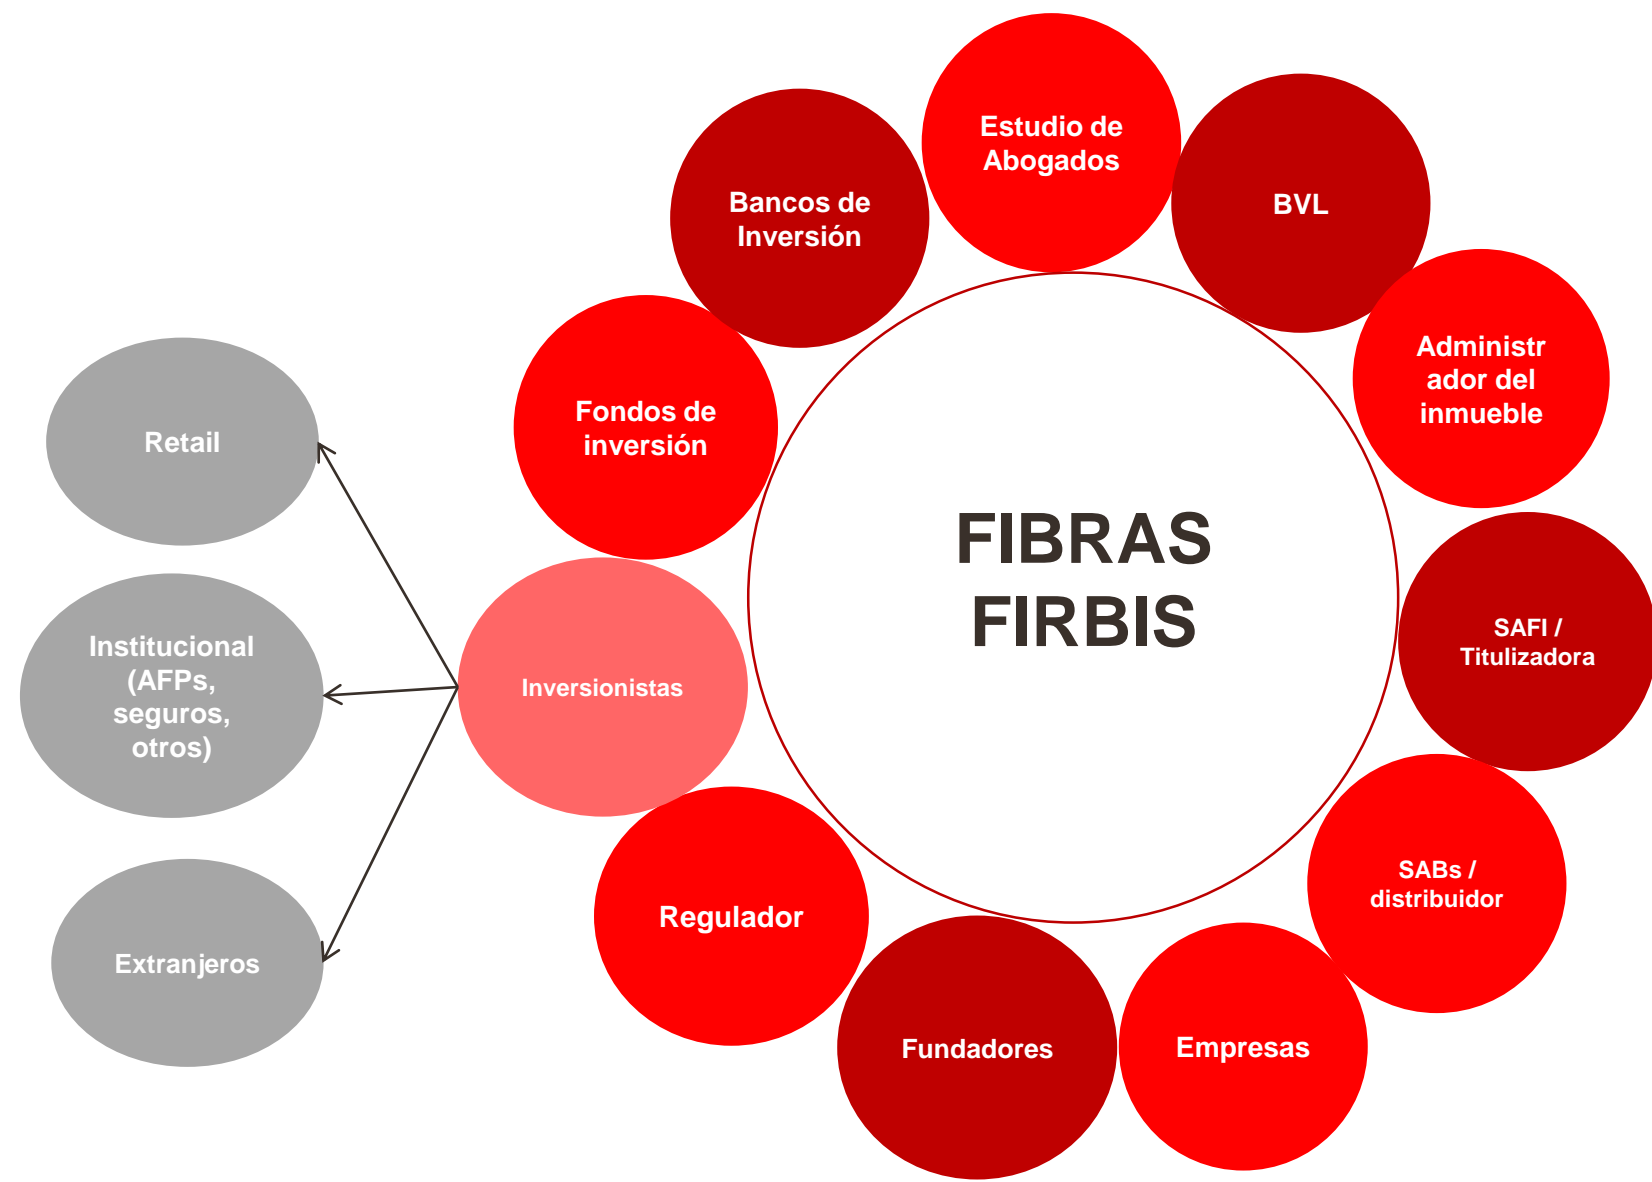 Estudio de
Abogados
BVL
Bancos de
Inversión
Administr
ador del
inmueble
Fondos de
inversión
Retail
FIBRAS
FIRBIS
SAFI /
Titulizadora
Institucional
(AFPs,
seguros,
otros)
Inversionistas
SABs /
distribuidor
Regulador
Extranjeros
Fundadores
Empresas